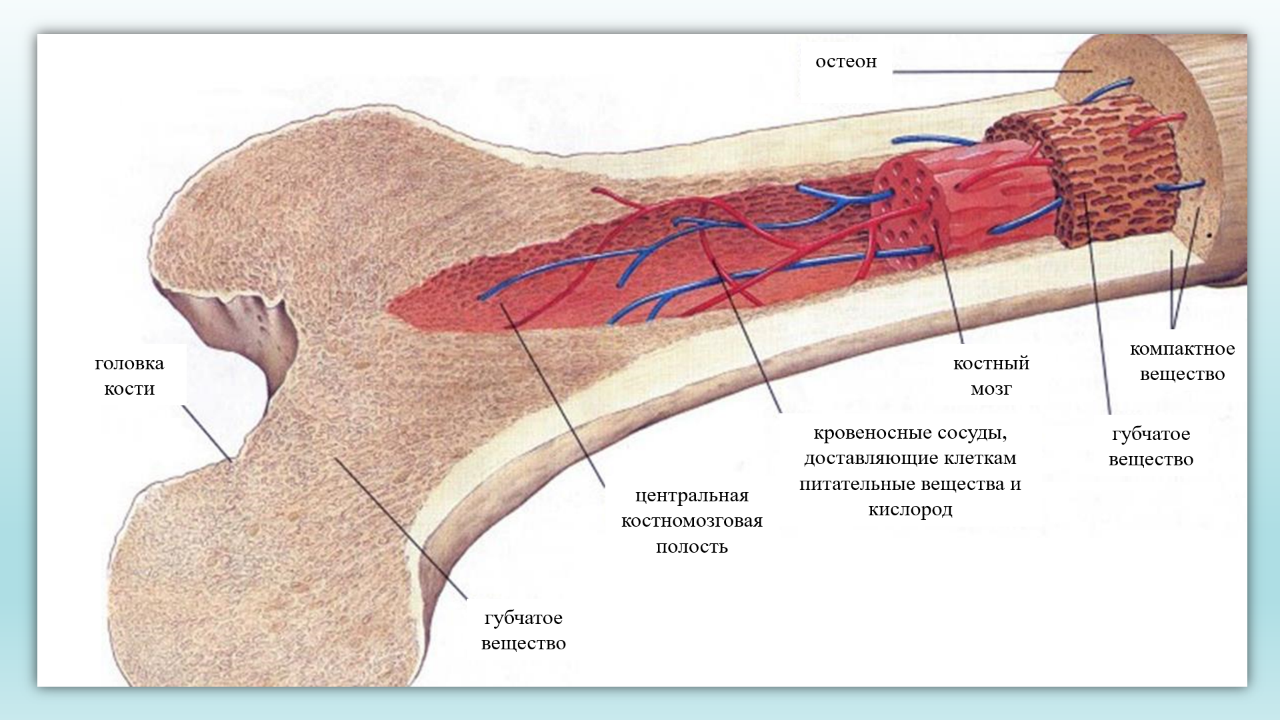 остеон
головка
кости
костный
мозг
компактное
вещество
кровеносные сосуды,
доставляющие клеткам
питательные вещества и
кислород
губчатое
вещество
центральная
костномозговая
полость
губчатое
вещество